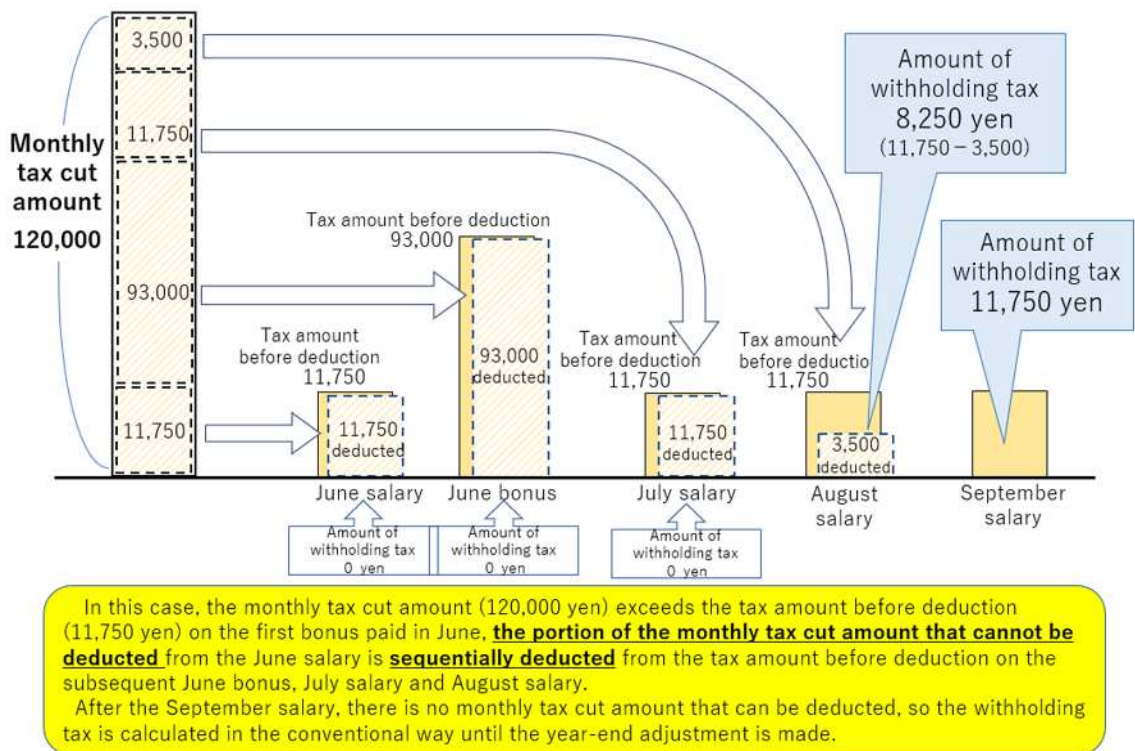 3,500
11,750
93,000
11,750
Monthly
tax cut
amount
120,000
Tax amount
before deduction
11,750
11,750
deducted
Tax amount before deduction
93,000
93,000
deducted
Tax amount
before deduction
11,750
11,750
deducted
Tax amount
before deduction
11,750
3,500
deducted
Amount of
withholding tax
8,250 yen
(11,750－3,500)
Amount of
withholding tax
11,750 yen
June salary
June bonus
July salary
August
salary
September
salary
Amount of
withholding tax
0 yen
Amount of
withholding tax
0 yen
Amount of
withholding tax
0 yen
In this case, the monthly tax cut amount (120,000 yen) exceeds the tax amount before deduction
(11,750 yen) on the first bonus paid in June, the portion of the monthly tax cut amount that cannot be
deducted from the June salary is sequentially deducted from the tax amount before deduction on the
subsequent June bonus, July salary and August salary.
After the September salary, there is no monthly tax cut amount that can be deducted, so the withholding
tax is calculated in the conventional way until the year-end adjustment is made.